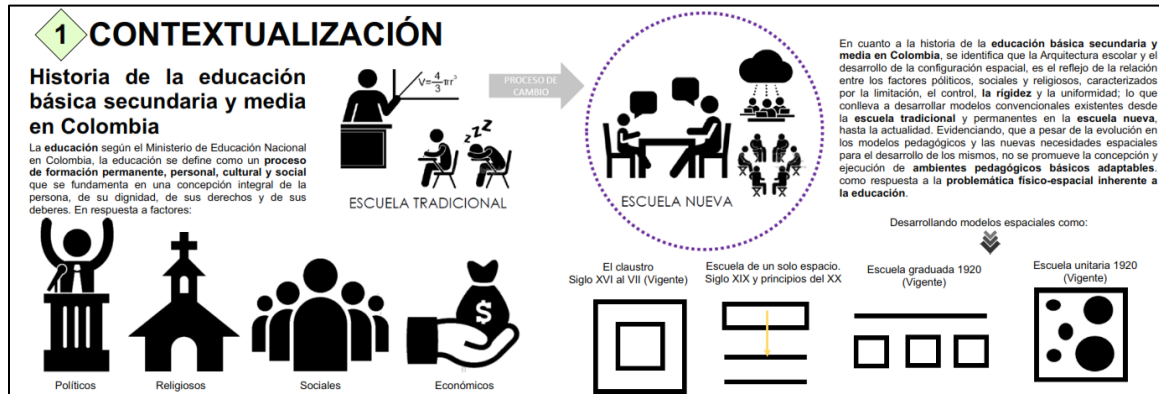 1 CONTEXTUALIZACIÓN
Historia de la educación
básica secundaria y media
en Colombia
La educación según el Ministerio de Educación Nacional
en Colombia, la educación se define como un proceso
de formación permanente, personal, cultural y social
que se fundamenta en una concepción integral de la
persona, de su dignidad, de sus derechos y de sus
deberes. En respuesta a factores:
Políticos
Religiosos
Sociales
Económicos
V=4/3πr³
zzz
ESCUELA TRADICIONAL
PROCESO DE
CAMBIO
ESCUELA NUEVA
$
En cuanto a la historia de la educación básica secundaria y
media en Colombia, se identifica que la Arquitectura escolar y el
desarrollo de la configuración espacial, es el reflejo de la relación
entre los factores póliticos, sociales y religiosos, caracterizados
por la limitación, el control, la rígidez y la uniformidad; lo que
conlleva a desarrollar modelos convencionales existentes desde
la escuela tradicional y permanentes en la escuela nueva,
hasta la actualidad. Evidenciando, que a pesar de la evolución en
los modelos pedagógicos y las nuevas necesidades espaciales
para el desarrollo de los mismos, no se promueve la concepción y
ejecución de ambientes pedagógicos básicos adaptables.
como respuesta a la problemática físico-espacial inherente a
la educación.
Desarrollando modelos espaciales como:
El claustro
Siglo XVI al VII (Vigente)
Escuela de un solo espacio.
Siglo XIX y principios del XX
Escuela graduada 1920
(Vigente)
Escuela unitaria 1920
(Vigente)